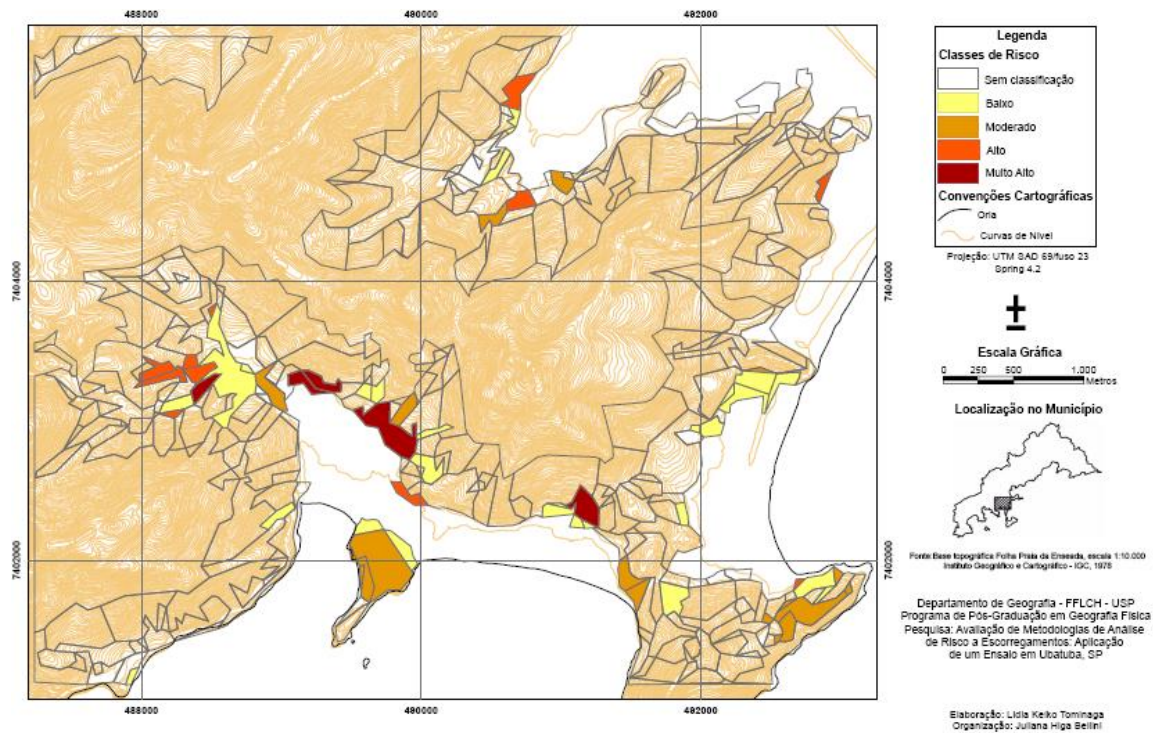 488000 490000 492000
7404000
7402000
7404000
7402000
488000 490000 492000
Legenda
Classes de Risco
Sem classificação
Baixo
Moderado
Alto
Muito Alto
Convenções Cartográficas
Orla
Curvas de Nível
Projeção: UTM SAD 69/fuso 23
Spring 4.2
Escala Gráfica
0 250 500 1.000
Metros
Localização no Município
Fonte:Base topográfica Folha Praia da Enseada, escala 1:10.000
Instituto Geográfico e Cartográfico - IGC, 1978
Departamento de Geografia - FFLCH - USP
Programa de Pós-Graduação em Geografia Física
Pesquisa: Avaliação de Metodologias de Análise
de Risco a Escorregamentos: Aplicação
de um Ensaio em Ubatuba, SP
Elaboração: Lídia Keiko Tominaga
Organização: Juliana Higa Bellini